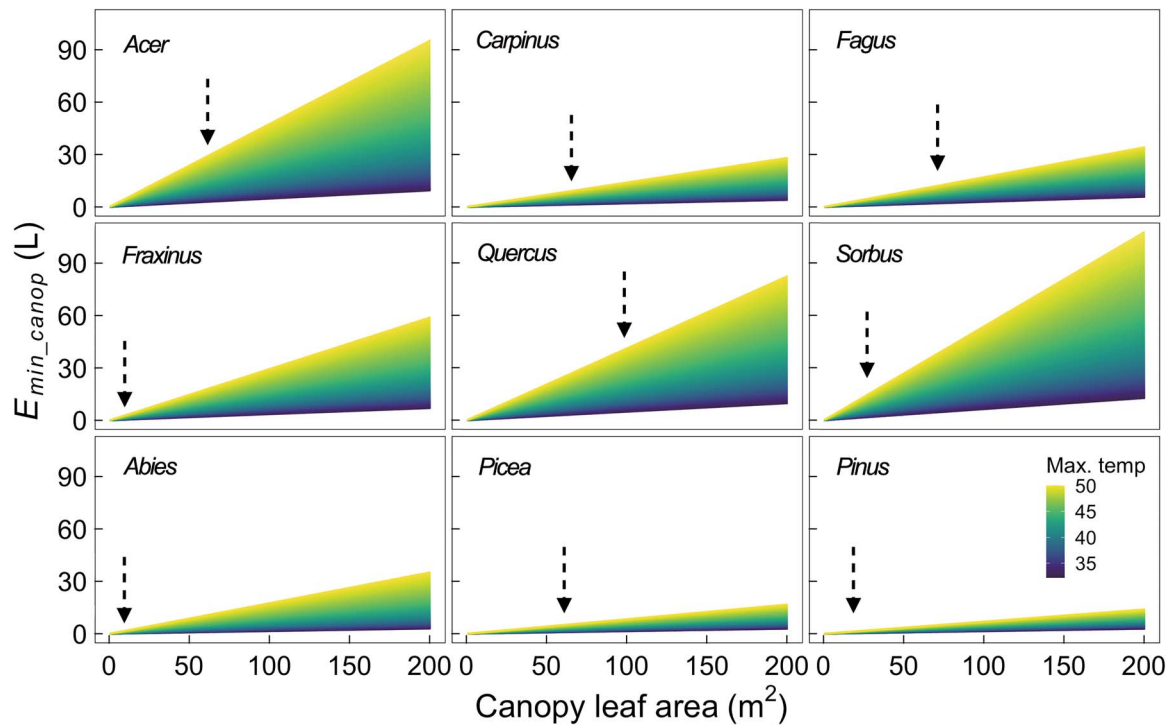 Acer
Carpinus
Fagus
90
60
30
0
Fraxinus
Quercus
Sorbus
90
60
30
0
E_min_canop (L)
Abies
Picea
Pinus
Max. temp
50
45
40
35
90
60
30
0
0 50 100 150 200 0 50 100 150 200 0 50 100 150 200
Canopy leaf area (m²)